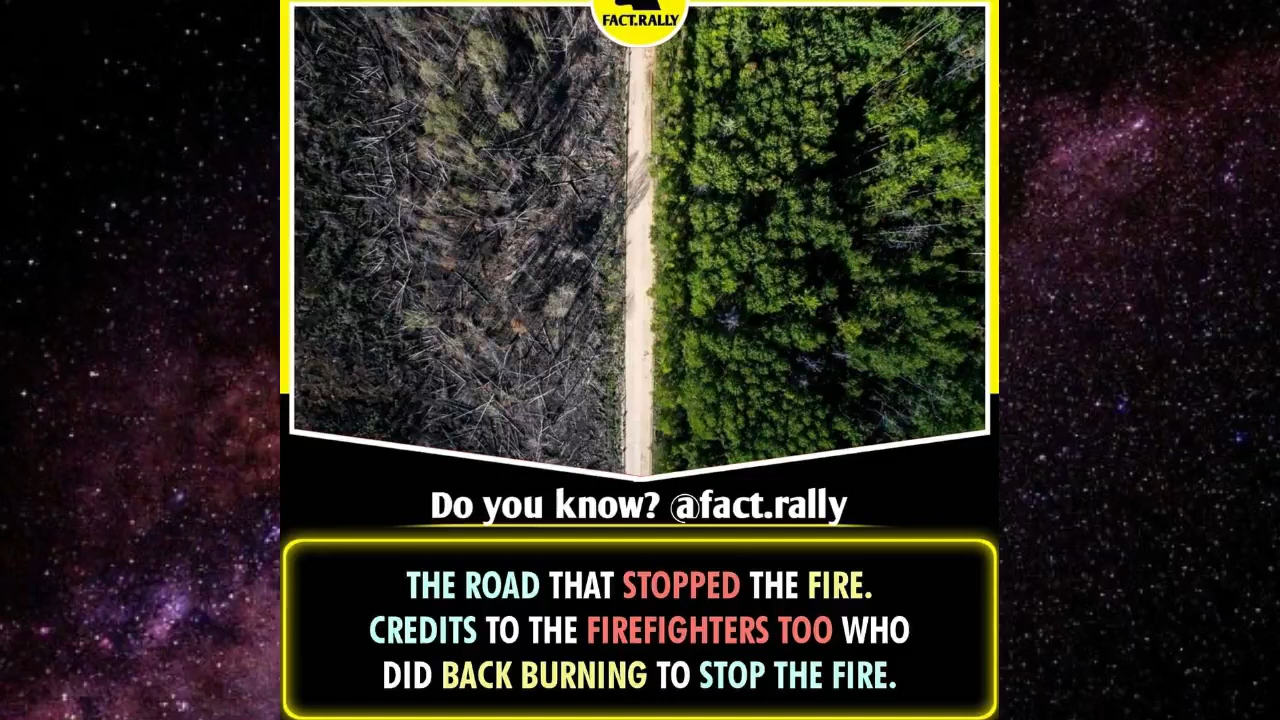 FACT.RALLY
Do you know? @fact.rally
THE ROAD THAT STOPPED THE FIRE.
CREDITS TO THE FIREFIGHTERS TOO WHO
DID BACK BURNING TO STOP THE FIRE.